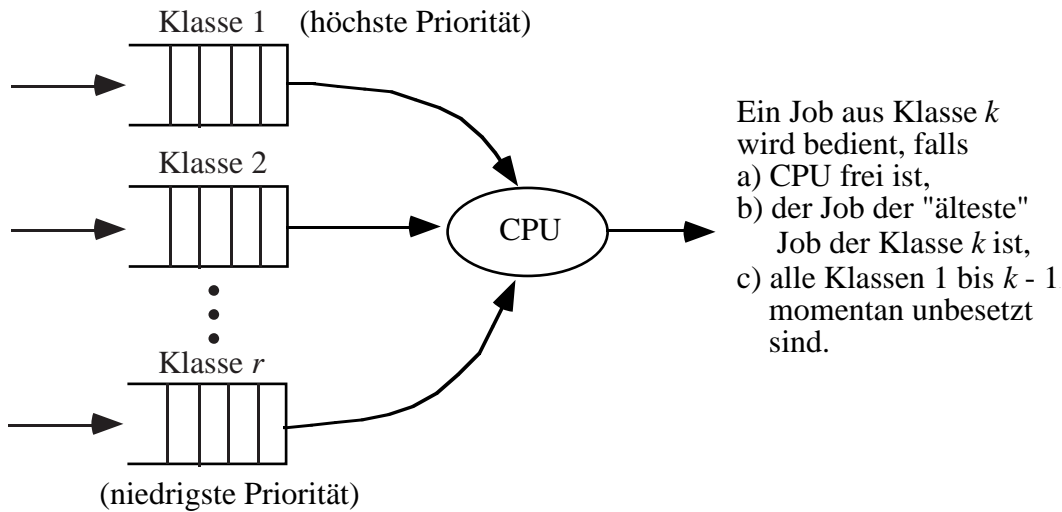 Klasse 1 (höchste Priorität)
Klasse 2
CPU
Klasse r
(niedrigste Priorität)
Ein Job aus Klasse k
wird bedient, falls
a) CPU frei ist,
b) der Job der "älteste"
Job der Klasse k ist,
c) alle Klassen 1 bis k - 1
momentan unbesetzt
sind.